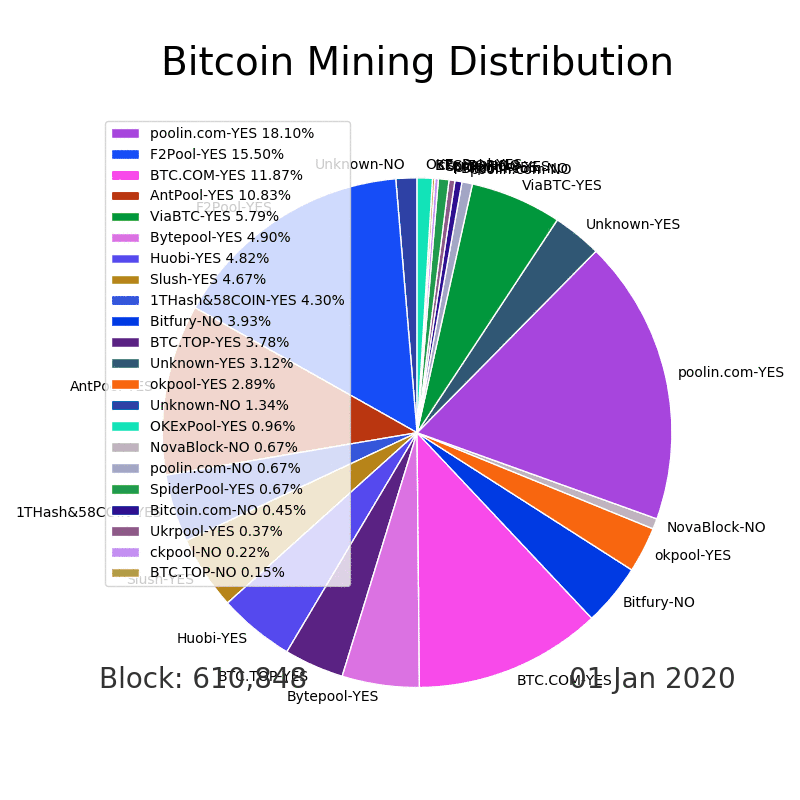 Bitcoin Mining Distribution
poolin.com-YES 18.10%
F2Pool-YES 15.50%
BTC.COM-YES 11.87%
AntPool-YES 10.83%
ViaBTC-YES 5.79%
Bytepool-YES 4.90%
Huobi-YES 4.82%
Slush-YES 4.67%
1THash&58COIN-YES 4.30%
Bitfury-NO 3.93%
BTC.TOP-YES 3.78%
Unknown-YES 3.12%
okpool-YES 2.89%
Unknown-NO 1.34%
OKExPool-YES 0.96%
NovaBlock-NO 0.67%
poolin.com-NO 0.67%
SpiderPool-YES 0.67%
Bitcoin.com-NO 0.45%
Ukrpool-YES 0.37%
ckpool-NO 0.22%
BTC.TOP-NO 0.15%
Unknown-NO
poolin.com-NO
ViaBTC-YES
F2Pool-YES
Unknown-YES
poolin.com-YES
NovaBlock-NO
okpool-YES
Slush-YES
Bitfury-NO
Huobi-YES
BTC.TOP-YES
BTC.COM-YES
Bytepool-YES
Block: 610,848
01 Jan 2020